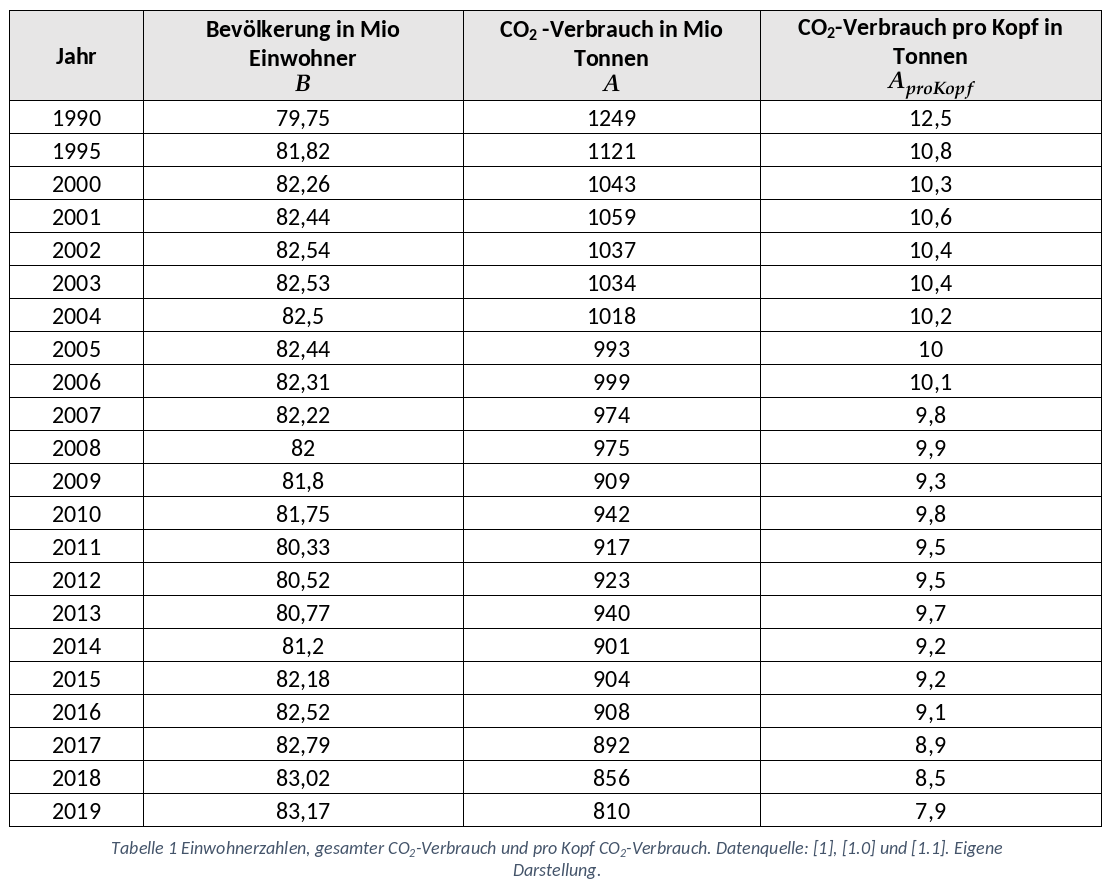 Jahr | Bevölkerung in Mio Einwohner B | CO₂ -Verbrauch in Mio Tonnen A | CO₂-Verbrauch pro Kopf in Tonnen A_proKopf
1990 | 79,75 | 1249 | 12,5
1995 | 81,82 | 1121 | 10,8
2000 | 82,26 | 1043 | 10,3
2001 | 82,44 | 1059 | 10,6
2002 | 82,54 | 1037 | 10,4
2003 | 82,53 | 1034 | 10,4
2004 | 82,5 | 1018 | 10,2
2005 | 82,44 | 993 | 10
2006 | 82,31 | 999 | 10,1
2007 | 82,22 | 974 | 9,8
2008 | 82 | 975 | 9,9
2009 | 81,8 | 909 | 9,3
2010 | 81,75 | 942 | 9,8
2011 | 80,33 | 917 | 9,5
2012 | 80,52 | 923 | 9,5
2013 | 80,77 | 940 | 9,7
2014 | 81,2 | 901 | 9,2
2015 | 82,18 | 904 | 9,2
2016 | 82,52 | 908 | 9,1
2017 | 82,79 | 892 | 8,9
2018 | 83,02 | 856 | 8,5
2019 | 83,17 | 810 | 7,9
Tabelle 1 Einwohnerzahlen, gesamter CO₂-Verbrauch und pro Kopf CO₂-Verbrauch. Datenquelle: [1], [1.0] und [1.1]. Eigene
Darstellung.